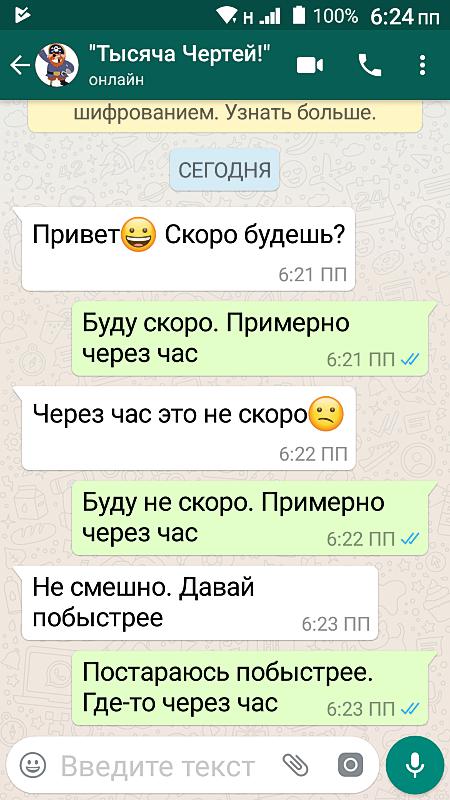 Н 100% 6:24 пп
"Тысяча Чертей!"
онлайн
шифрованием. Узнать больше.
СЕГОДНЯ
Привет😀 Скоро будешь?
6:21 ПП
Буду скоро. Примерно
через час 6:21 ПП
Через час это не скоро🙁
6:22 ПП
Буду не скоро. Примерно
через час 6:22 ПП
Не смешно. Давай
побыстрее 6:23 ПП
Постараюсь побыстрее.
Где-то через час 6:23 ПП
Введите текст